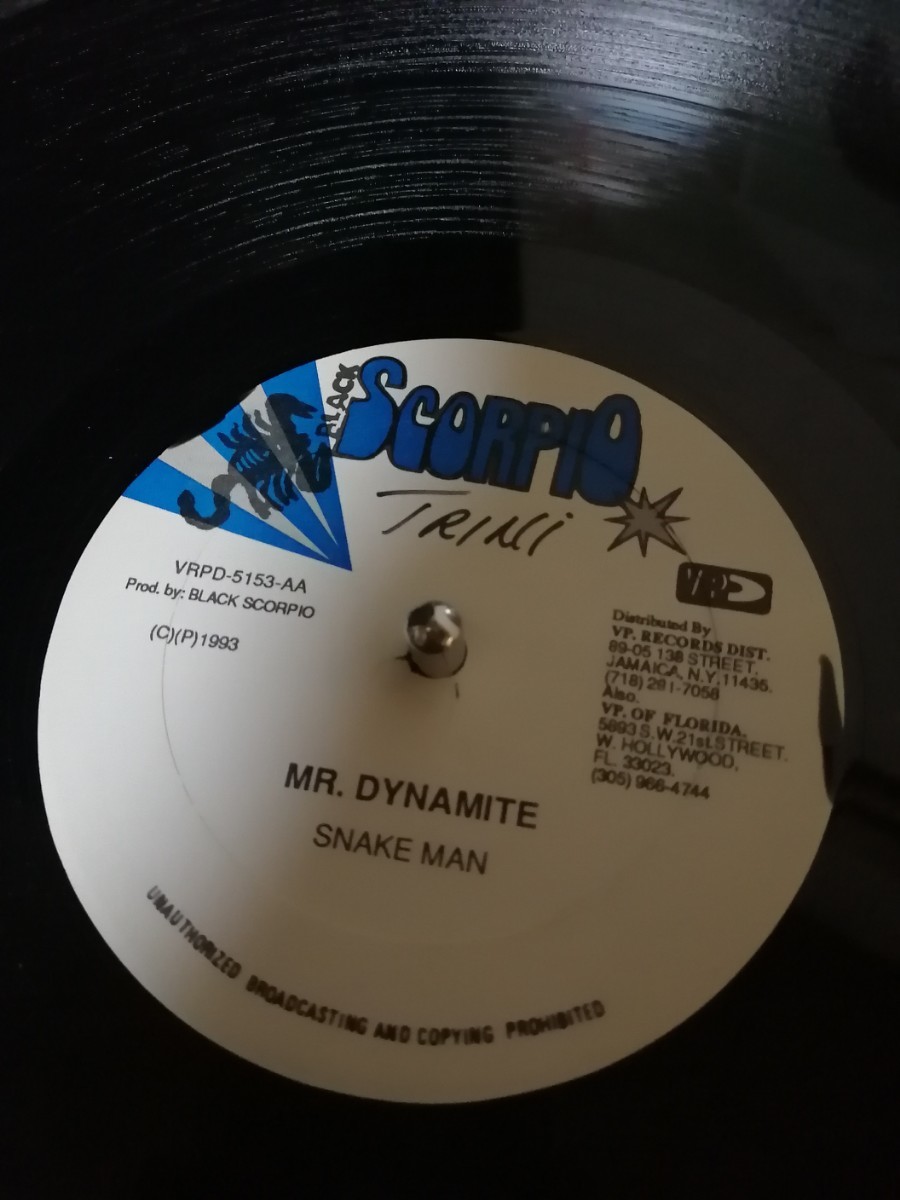 BLACK SCORPIO
TRINI
VRPD-5153-AA
Prod. by: BLACK SCORPIO
(C)(P)1993
VPD
Distributed By
VP. RECORDS DIST.
89-05 138 STREET.
JAMAICA, N.Y. 11435.
(718) 291-7058
Also.
VP. OF FLORIDA.
5893 S.W. 21st. STREET.
W. HOLLYWOOD,
FL. 33023.
(305) 966-4744
MR. DYNAMITE
SNAKE MAN
UNAUTHORIZED BROADCASTING AND COPYING PROHIBITED